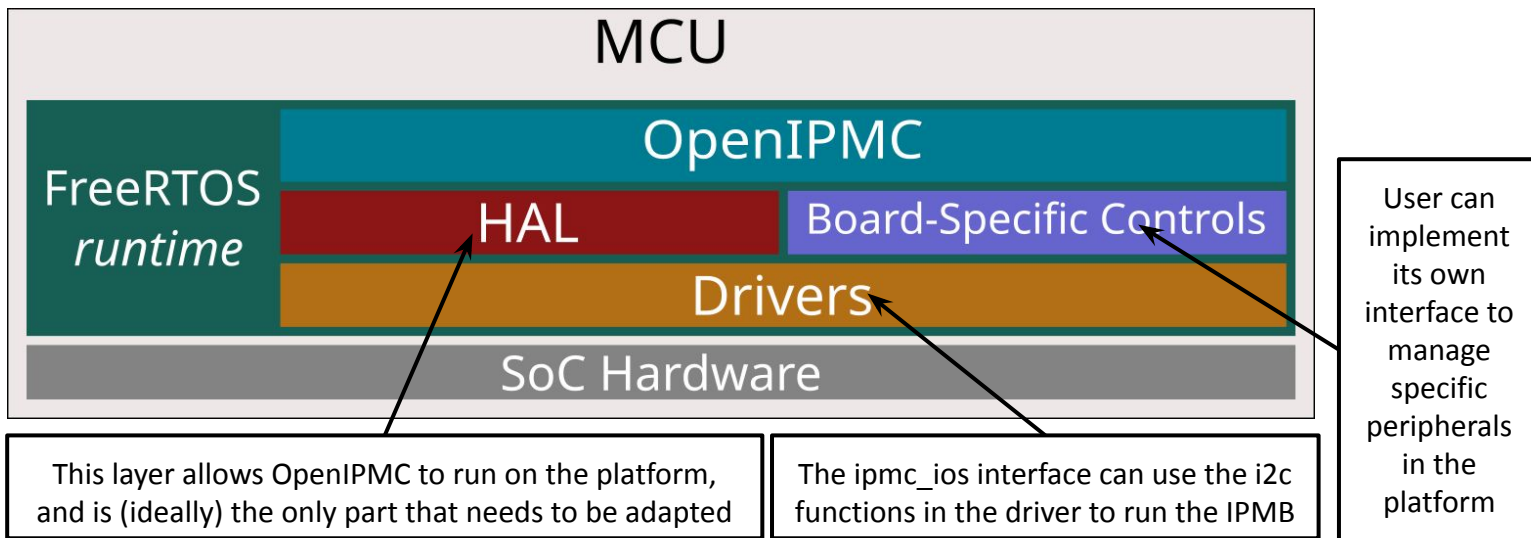 MCU
OpenIPMC
FreeRTOS
runtime
HAL
Board-Specific Controls
Drivers
SoC Hardware
User can
implement
its own
interface to
manage
specific
peripherals
in the
platform
This layer allows OpenIPMC to run on the platform,
and is (ideally) the only part that needs to be adapted
The ipmc_ios interface can use the i2c
functions in the driver to run the IPMB